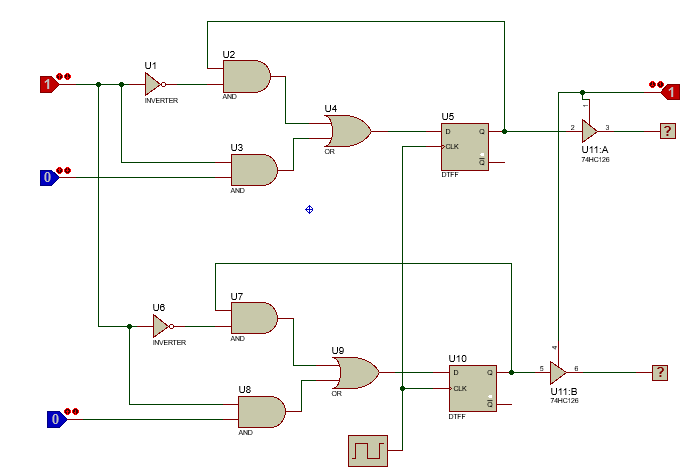 U1
INVERTER
U2
AND
U3
AND
U4
OR
U5
D
Q
CLK
Q
DTFF
1
0
1
1
2
3
U11:A
74HC126
?
U6
INVERTER
U7
AND
U8
AND
U9
OR
U10
D
Q
CLK
Q
DTFF
0
4
5
6
U11:B
74HC126
?